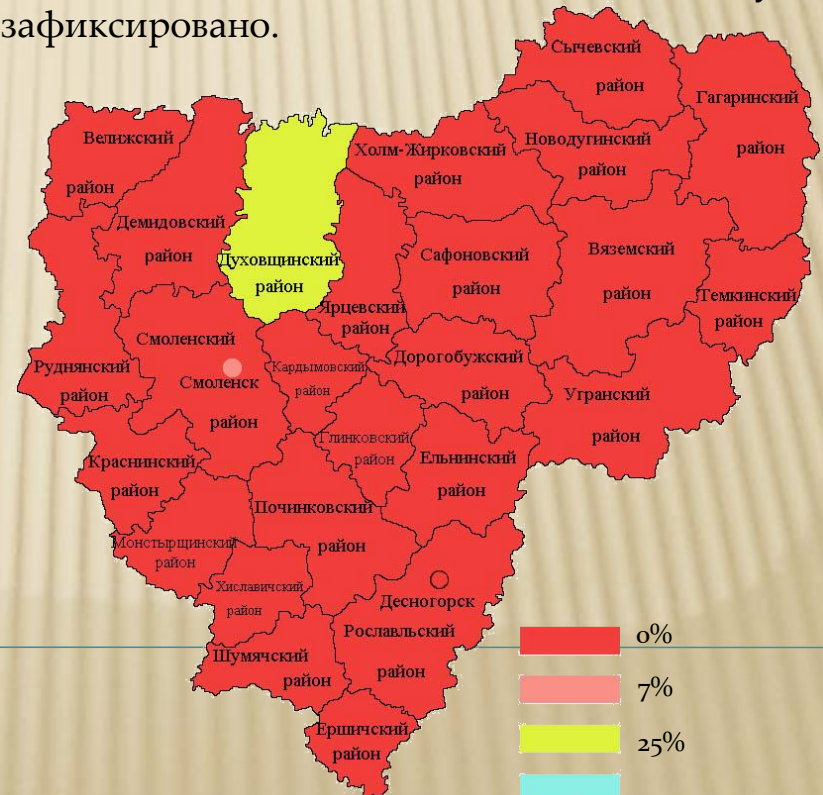 зафиксировано.
Сычевский
район
Гагаринский
район
Велижский
район
Холм-Жирковский
район
Новодугинский
район
Демидовский
район
Духовщинский
район
Сафоновский
район
Вяземский
район
Темкинский
район
Ярцевский
район
Смоленский
Смоленск
район
Руднянский
район
Кардымовский
район
Дорогобужский
район
Угранский
район
Глинковский
район
Ельнинский
район
Краснинский
район
Починковский
район
Монстырщинский
район
Хиславичский
район
Десногорск
Рославльский
район
Шумячский
район
Ершичский
район
0%
7%
25%